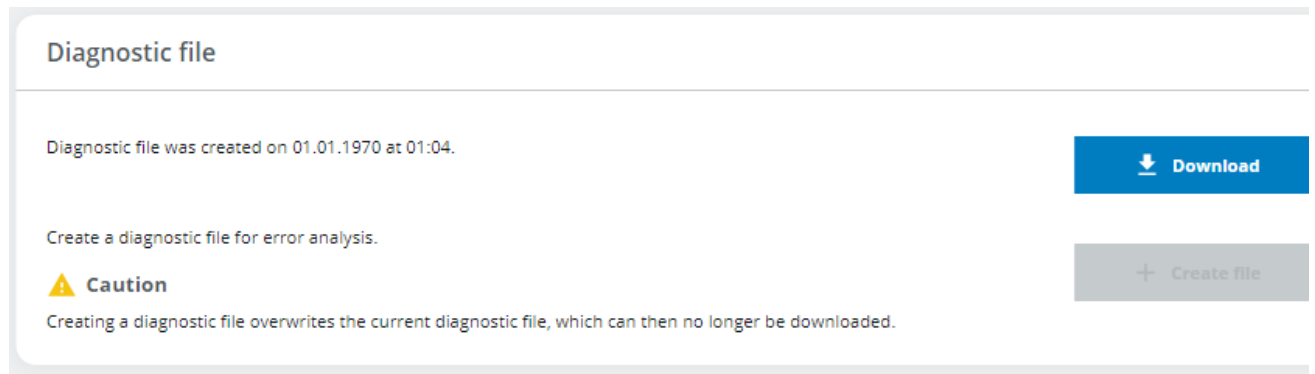 Diagnostic file
Diagnostic file was created on 01.01.1970 at 01:04.
Download
Create a diagnostic file for error analysis.
Create file
Caution
Creating a diagnostic file overwrites the current diagnostic file, which can then no longer be downloaded.